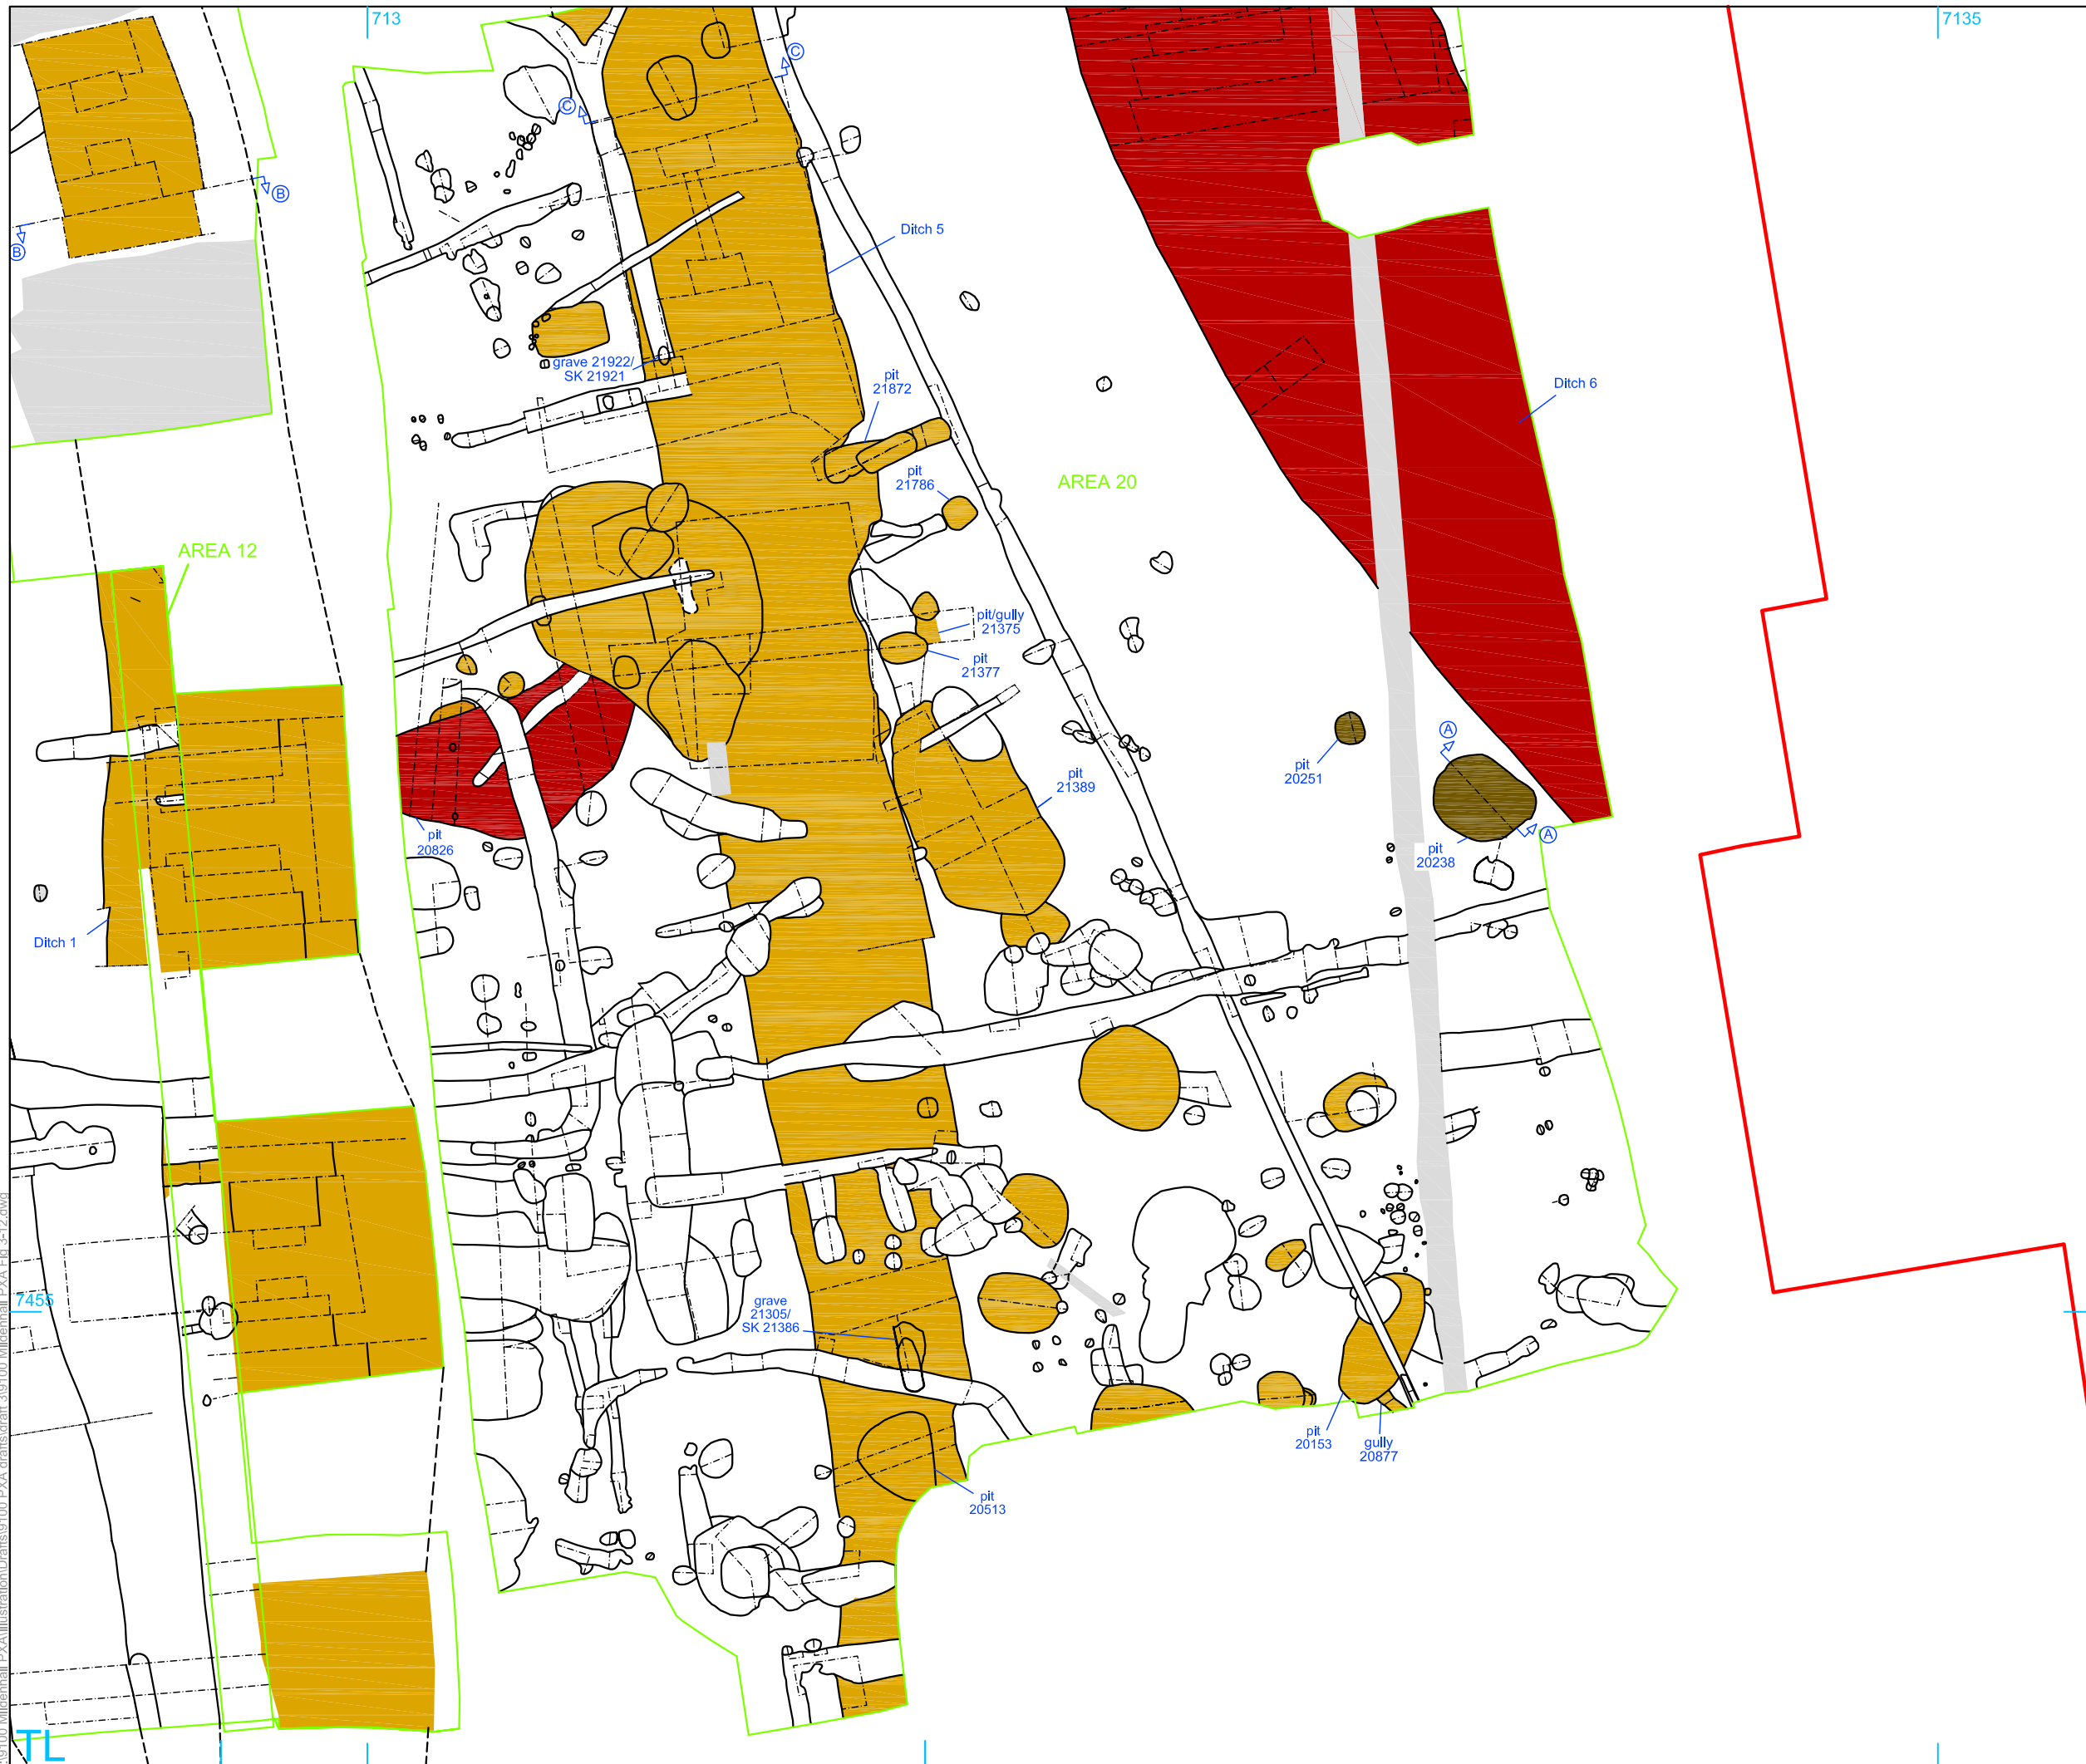 713
7135
C
C
B
B
Ditch 5
grave 21922/
SK 21921
pit
21872
Ditch 6
pit
21786
AREA 20
AREA 12
pit/gully
21375
pit
21377
A
pit
20251
pit
21389
A
pit
20826
pit
20238
Ditch 1
7455
grave
21305/
SK 21386
pit
20153
gully
20877
pit
20513
TL